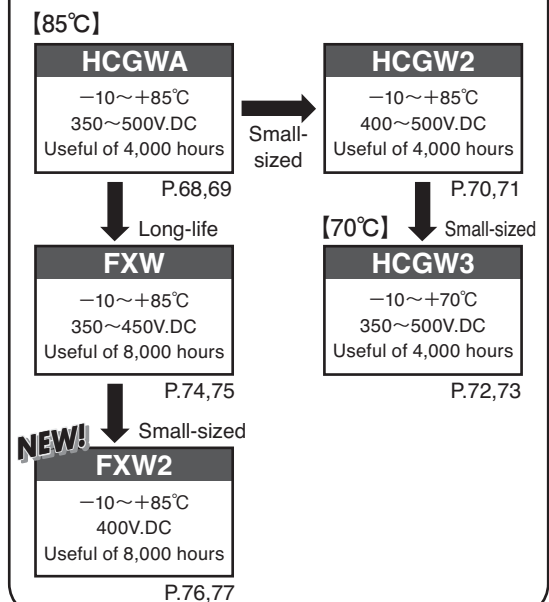 【85℃】
HCGWA
−10～+85℃
350～500V.DC
Useful of 4,000 hours
P.68,69
Small-
sized
HCGW2
−10～+85℃
400～500V.DC
Useful of 4,000 hours
P.70,71
Long-life
FXW
−10～+85℃
350～450V.DC
Useful of 8,000 hours
P.74,75
【70℃】
Small-sized
HCGW3
−10～+70℃
350～500V.DC
Useful of 4,000 hours
P.72,73
Small-sized
NEW!
FXW2
−10～+85℃
400V.DC
Useful of 8,000 hours
P.76,77